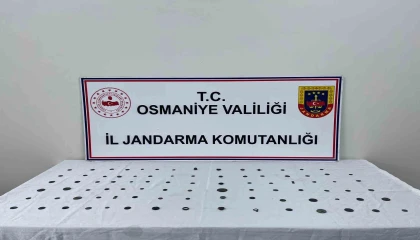 T.C.
OSMANİYE VALİLİĞİ
İL JANDARMA KOMUTANLIĞI